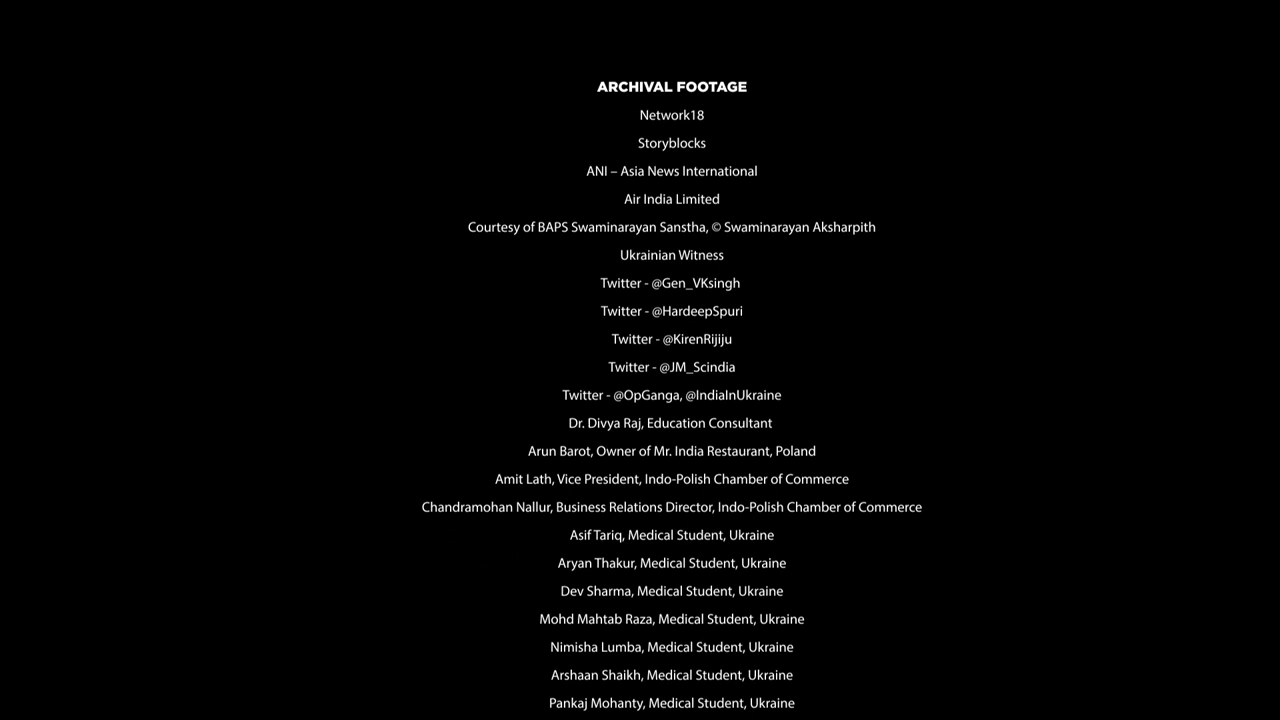 ARCHIVAL FOOTAGE
Network18
Storyblocks
ANI – Asia News International
Air India Limited
Courtesy of BAPS Swaminarayan Sanstha, © Swaminarayan Aksharpith
Ukrainian Witness
Twitter - @Gen_VKsingh
Twitter - @HardeepSpuri
Twitter - @KirenRijiju
Twitter - @JM_Scindia
Twitter - @OpGanga, @IndiaInUkraine
Dr. Divya Raj, Education Consultant
Arun Barot, Owner of Mr. India Restaurant, Poland
Amit Lath, Vice President, Indo-Polish Chamber of Commerce
Chandramohan Nallur, Business Relations Director, Indo-Polish Chamber of Commerce
Asif Tariq, Medical Student, Ukraine
Aryan Thakur, Medical Student, Ukraine
Dev Sharma, Medical Student, Ukraine
Mohd Mahtab Raza, Medical Student, Ukraine
Nimisha Lumba, Medical Student, Ukraine
Arshaan Shaikh, Medical Student, Ukraine
Pankaj Mohanty, Medical Student, Ukraine